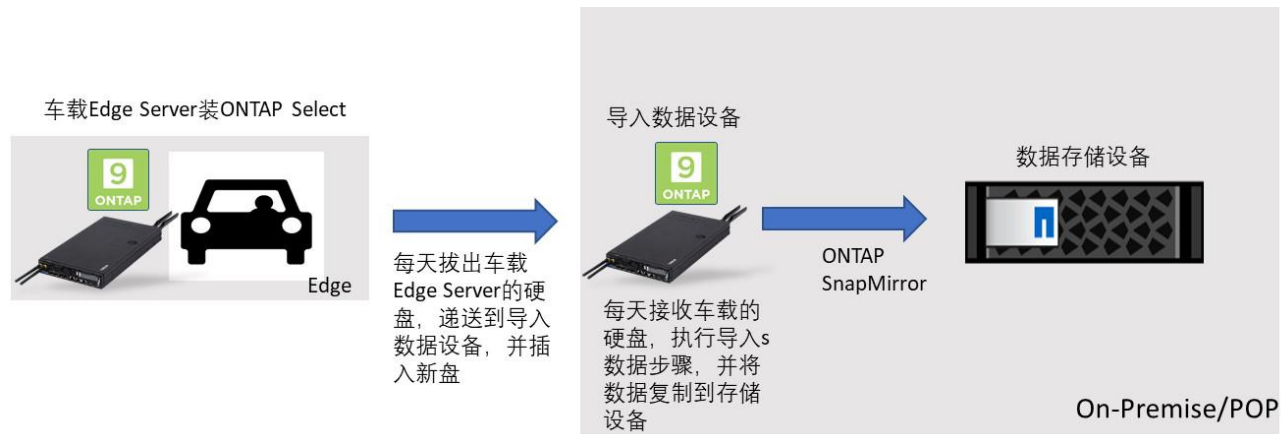 车载Edge Server装ONTAP Select
9
ONTAP
Edge
每天拔出车载
Edge Server的硬
盘，递送到导入
数据设备，并插
入新盘
导入数据设备
9
ONTAP
每天接收车载的
硬盘，执行导入s
数据步骤，并将
数据复制到存储
设备
ONTAP
SnapMirror
数据存储设备
On-Premise/POP